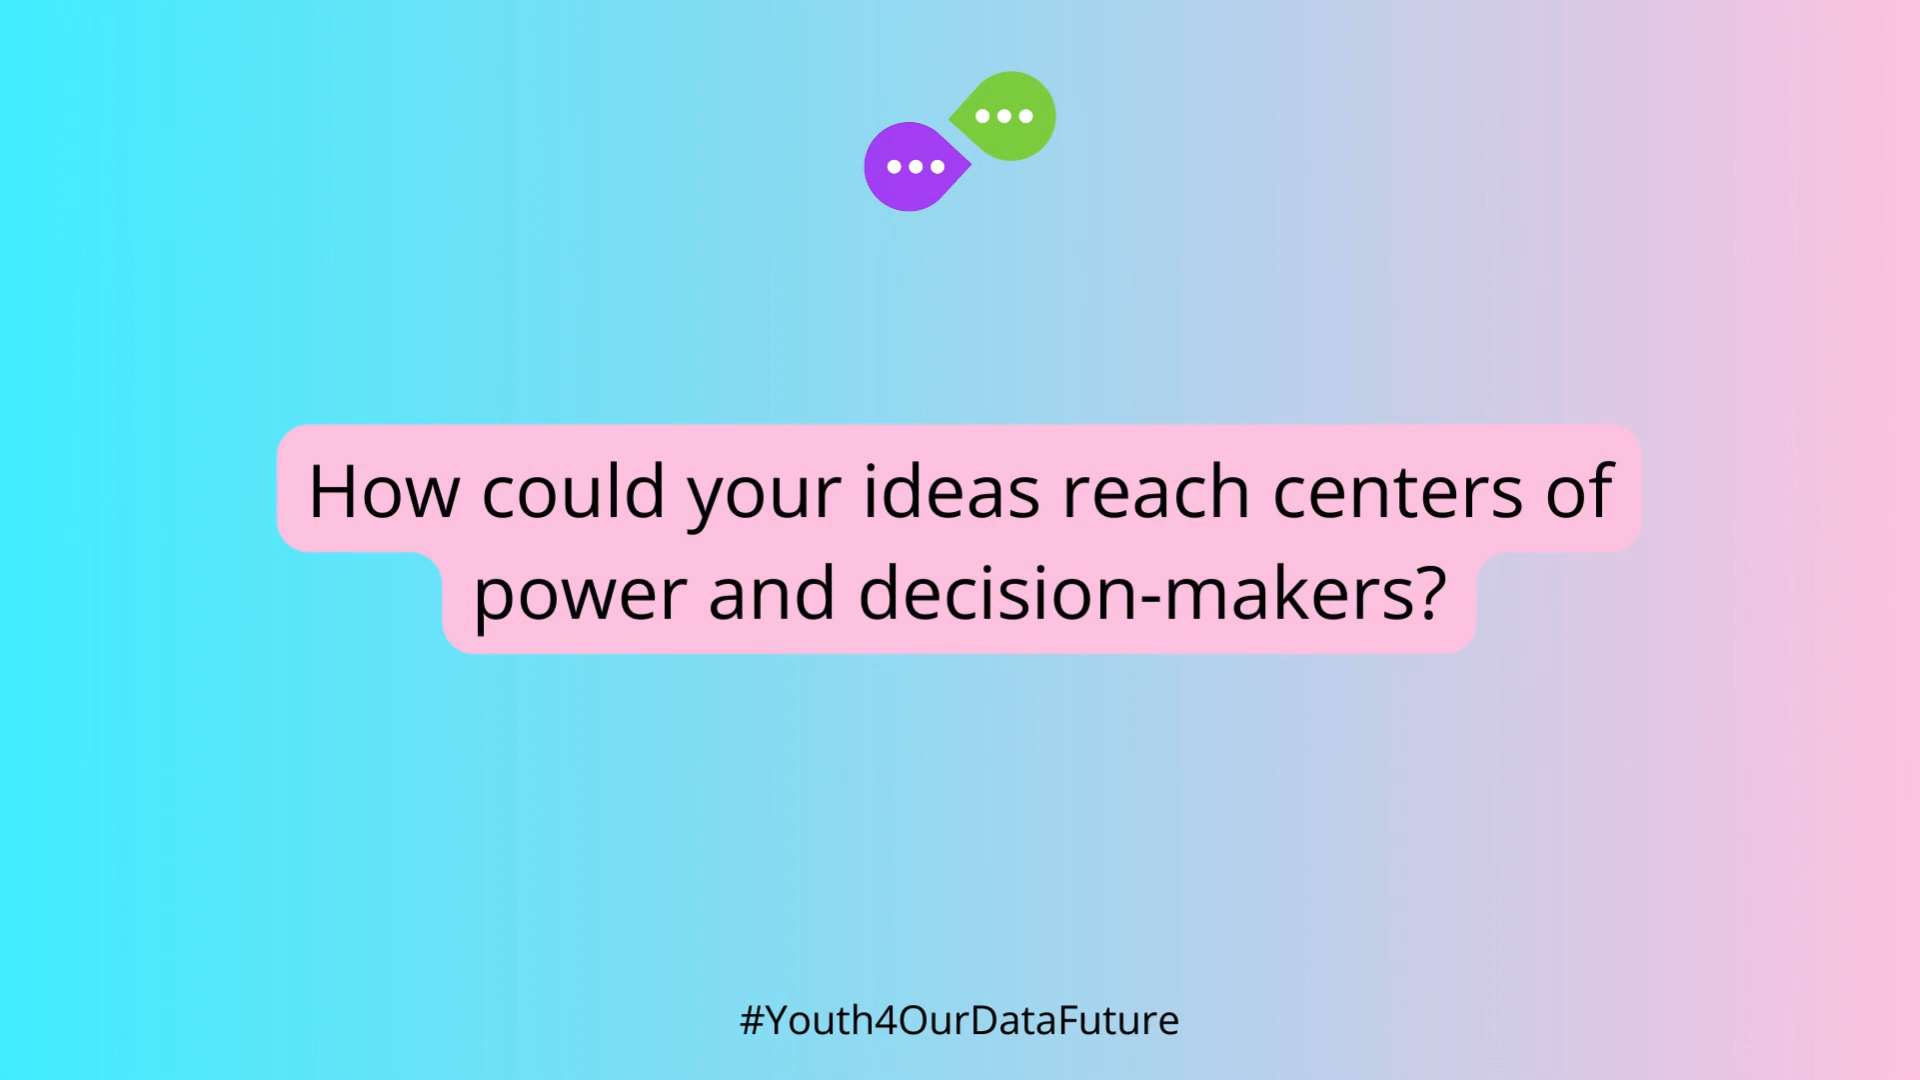 How could your ideas reach centers of
power and decision-makers?
#Youth4OurDataFuture